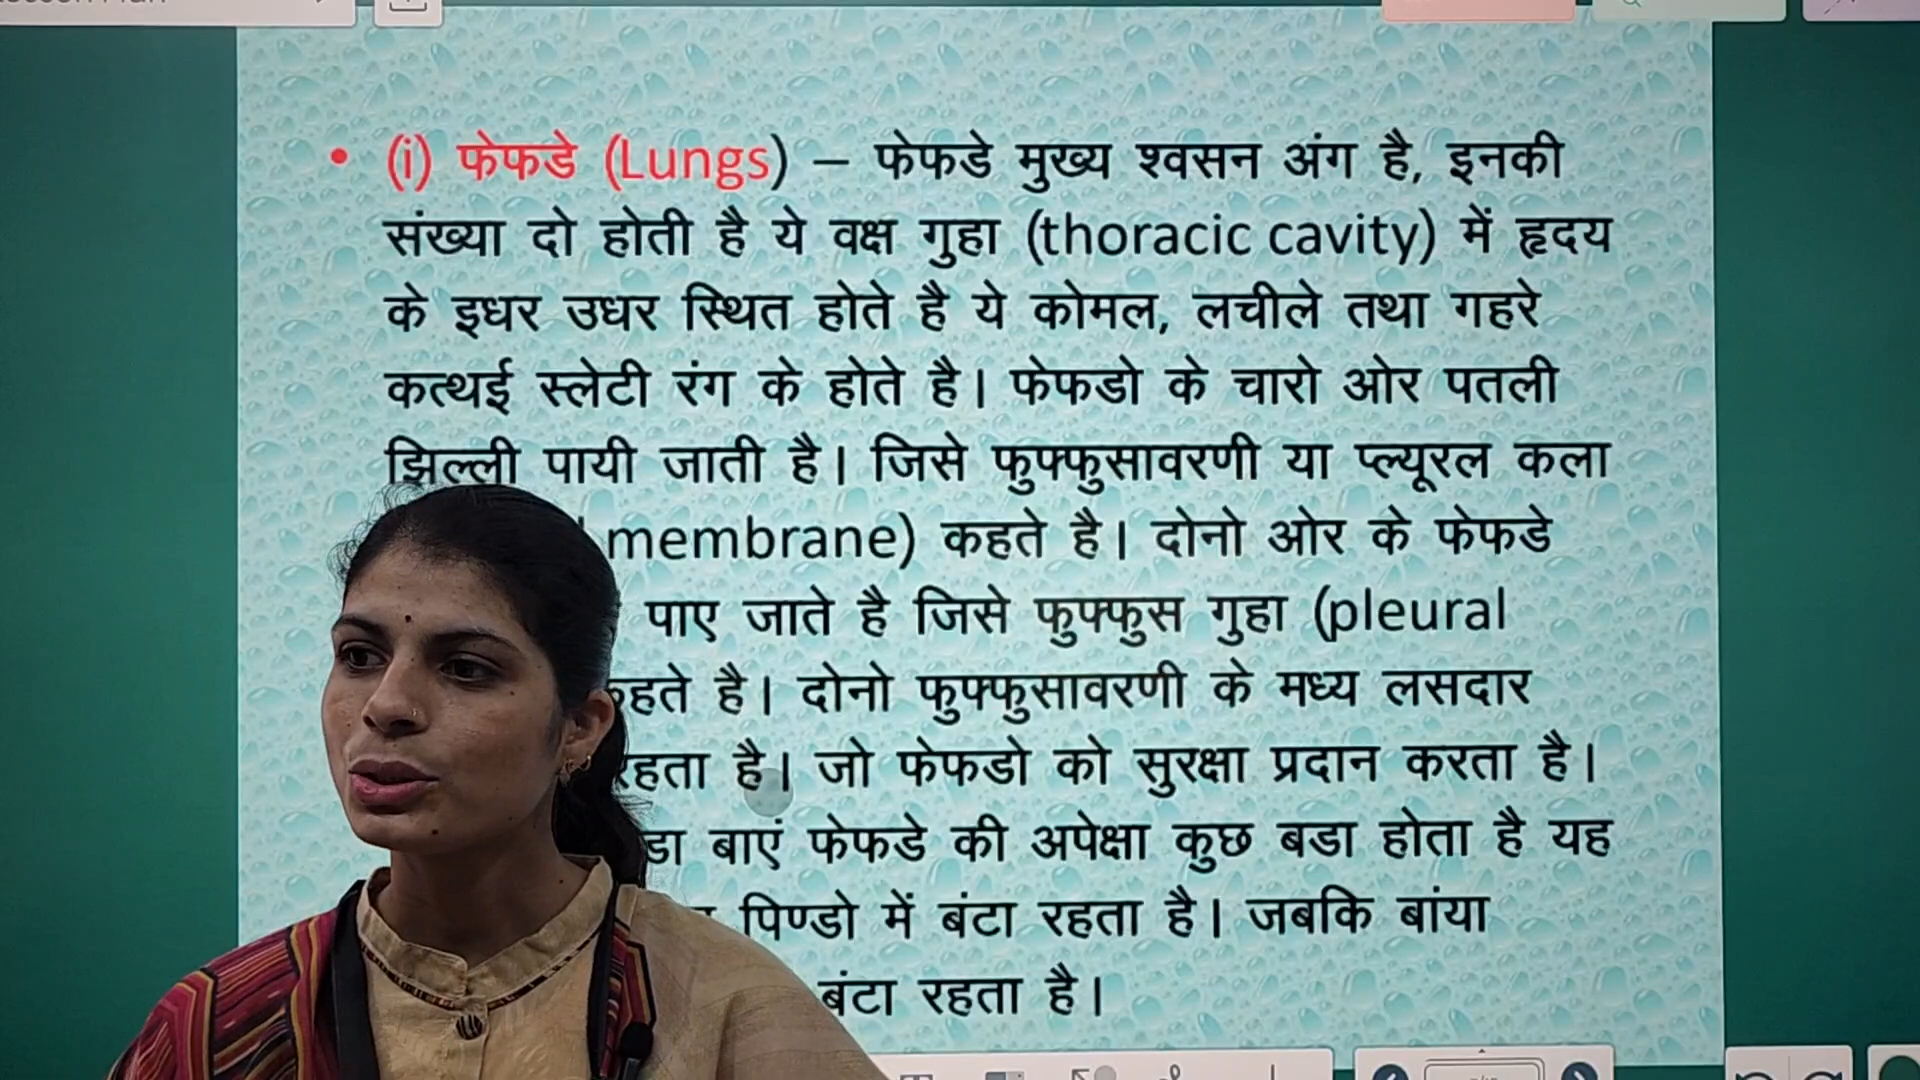 • (i) फेफडे (Lungs) – फेफडे मुख्य श्वसन अंग है, इनकी
संख्या दो होती है ये वक्ष गुहा (thoracic cavity) में हृदय
के इधर उधर स्थित होते है ये कोमल, लचीले तथा गहरे
कत्थई स्लेटी रंग के होते है। फेफडो के चारो ओर पतली
झिल्ली पायी जाती है। जिसे फुफ्फुसावरणी या प्ल्यूरल कला
membrane) कहते है। दोनो ओर के फेफडे
पाए जाते है जिसे फुफ्फुस गुहा (pleural
है। दोनो फुफ्फुसावरणी के मध्य लसदार
है। जो फेफडो को सुरक्षा प्रदान करता है।
बाएं फेफडे की अपेक्षा कुछ बडा होता है यह
पिण्डो में बंटा रहता है। जबकि बांया
बंटा रहता है।